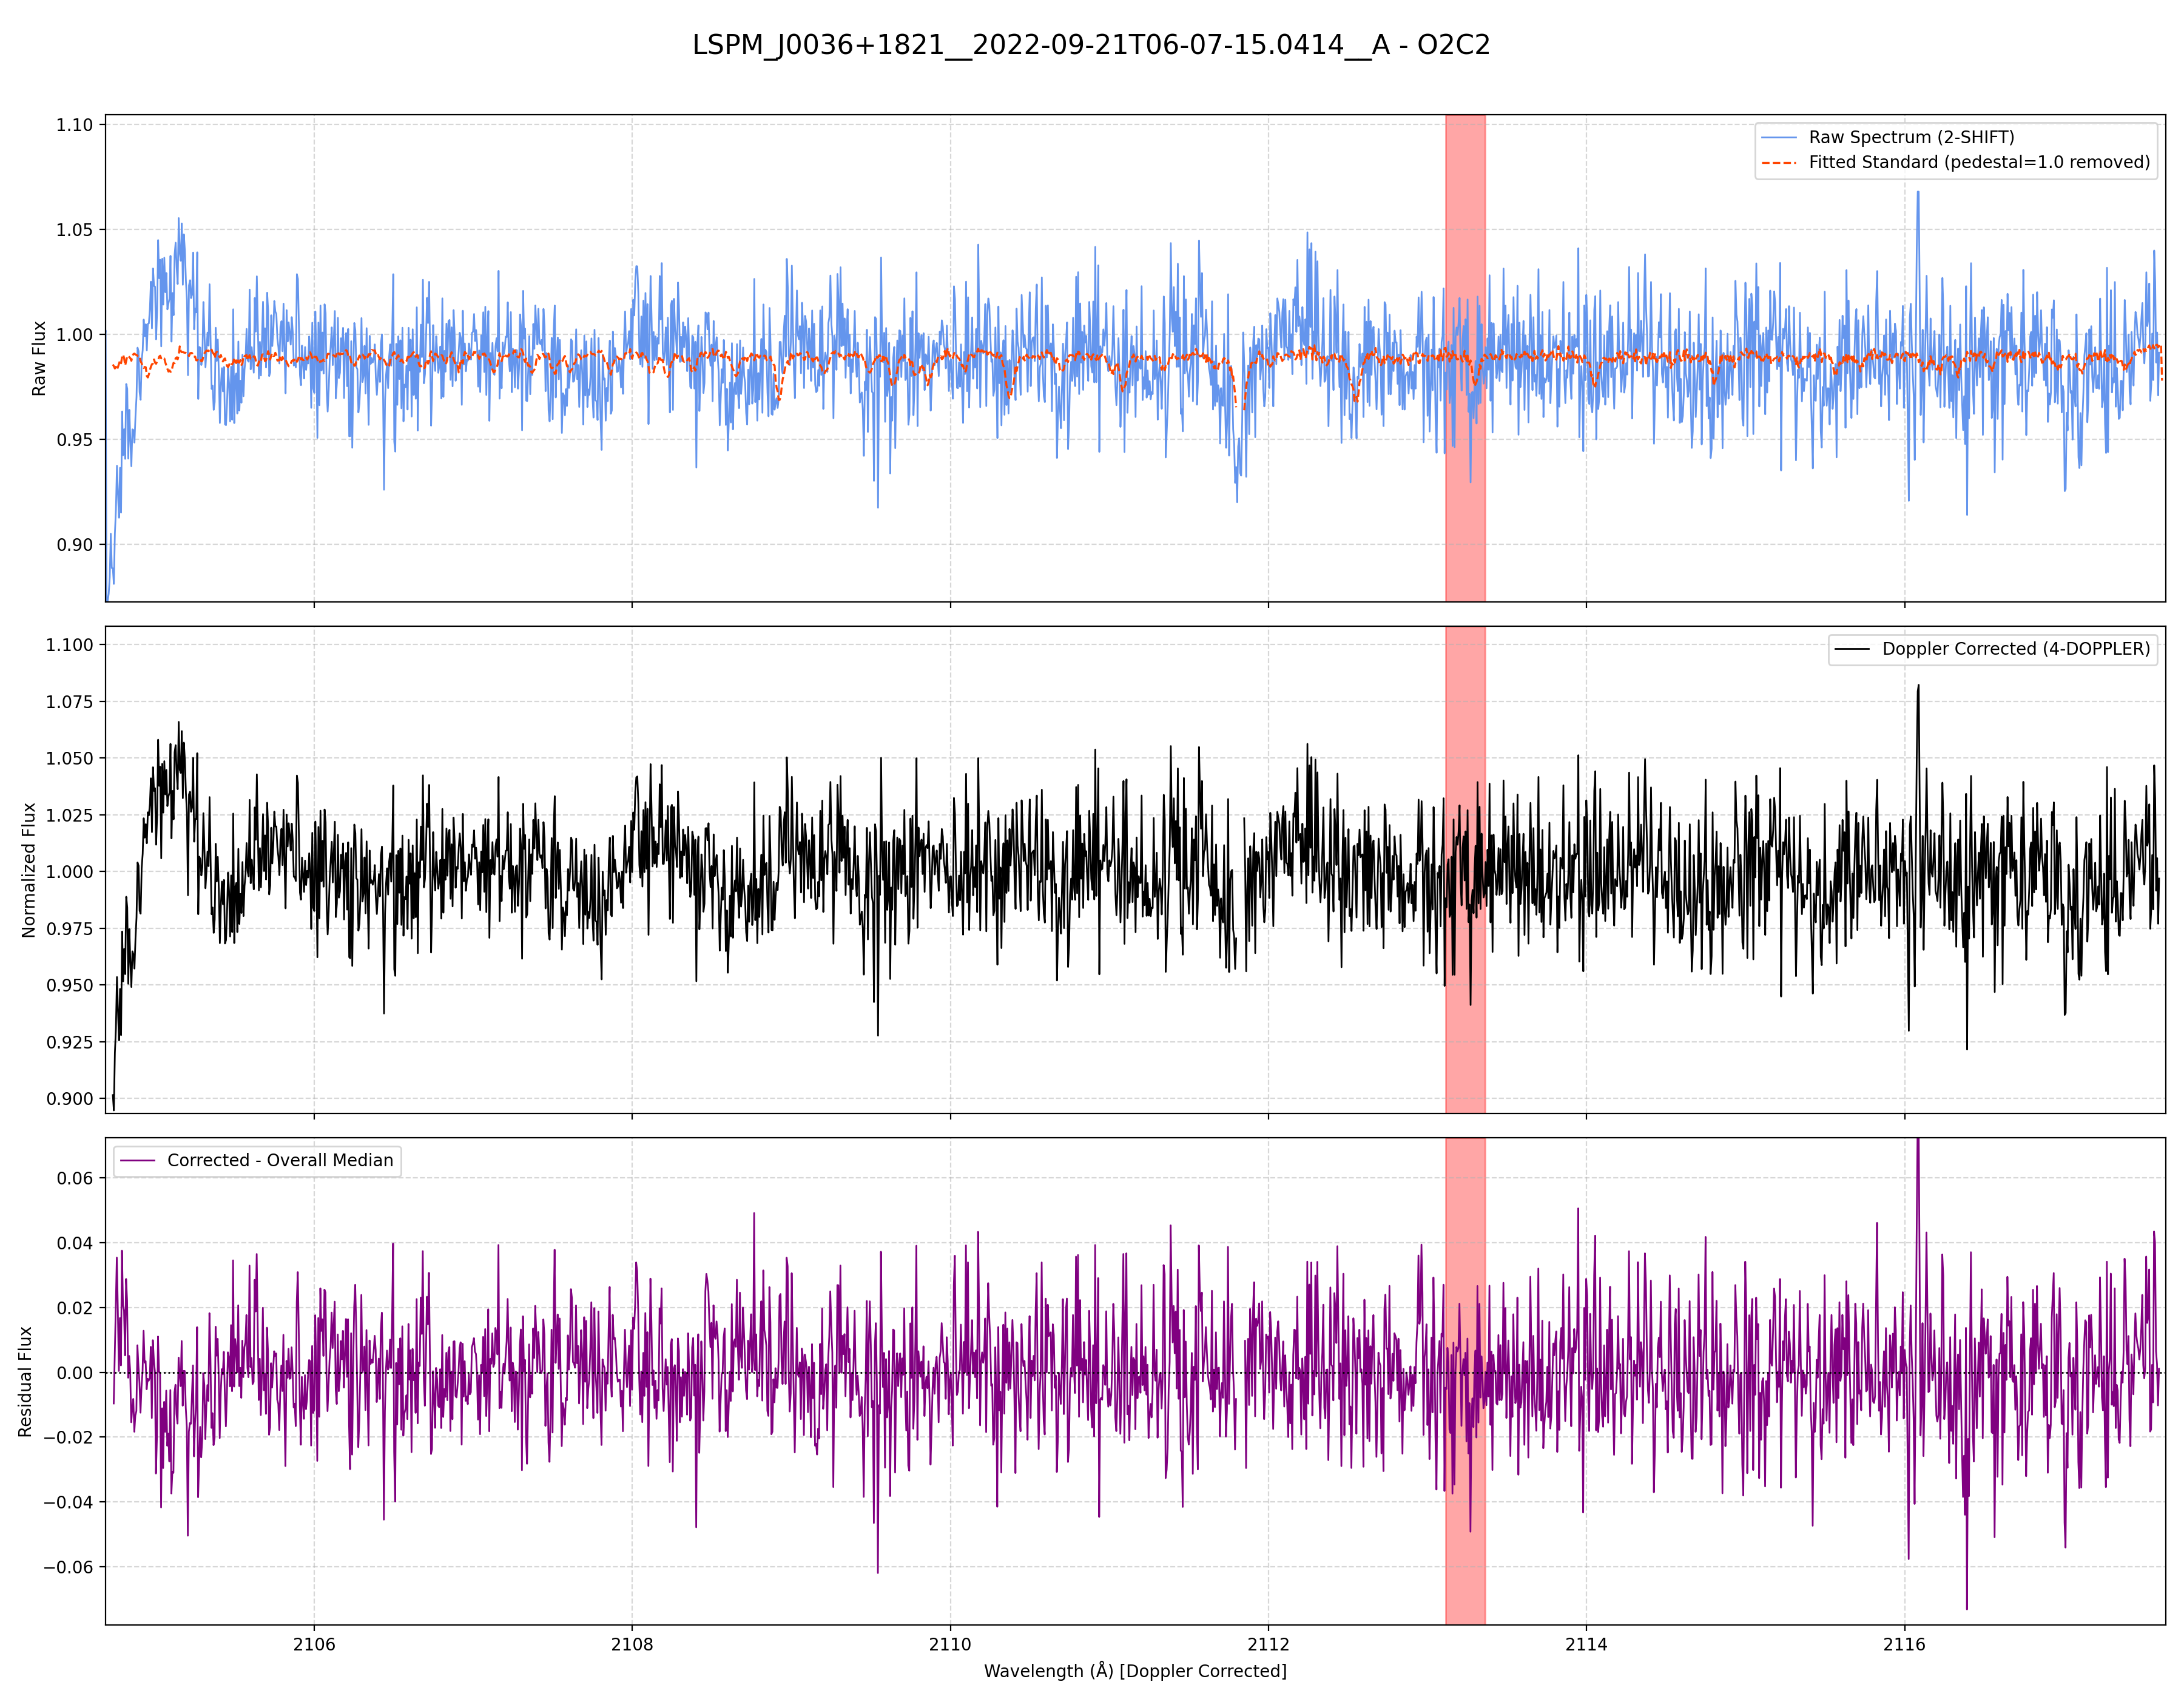 LSPM_J0036+1821__2022-09-21T06-07-15.0414__A - O2C2
1.10
1.05
1.00
0.95
0.90
Raw Flux
Raw Spectrum (2-SHIFT)
Fitted Standard (pedestal=1.0 removed)
1.100
1.075
1.050
1.025
1.000
0.975
0.950
0.925
0.900
Normalized Flux
Doppler Corrected (4-DOPPLER)
0.06
0.04
0.02
0.00
−0.02
−0.04
−0.06
Residual Flux
Corrected - Overall Median
2106 2108 2110 2112 2114 2116
Wavelength (Å) [Doppler Corrected]